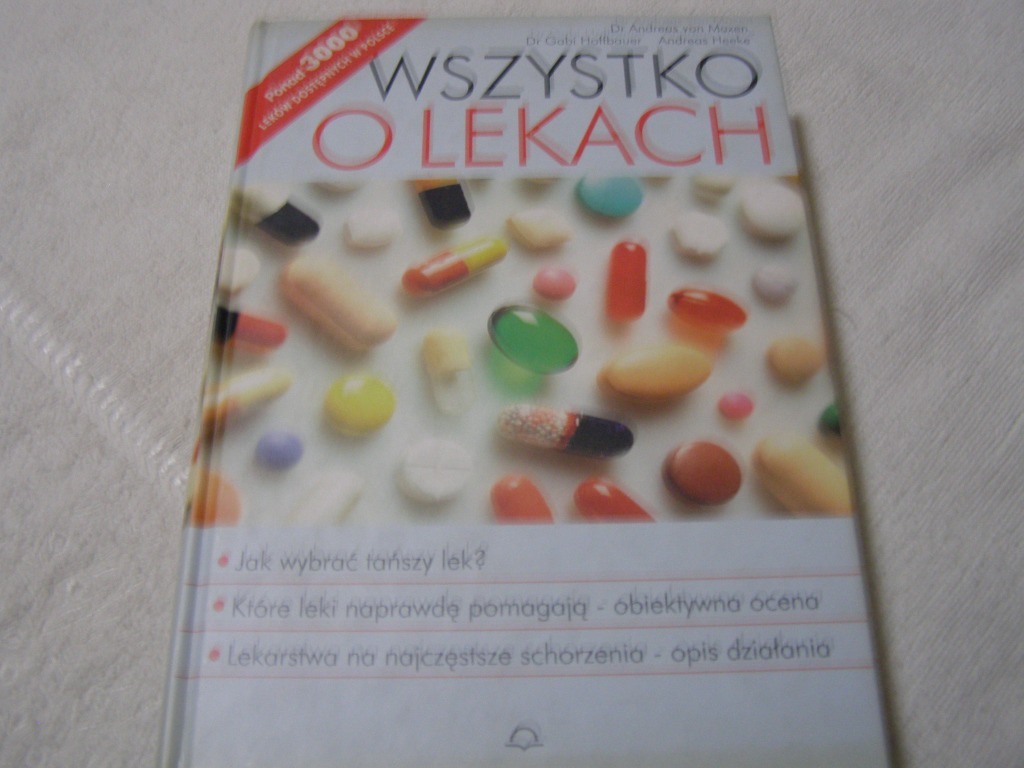 Ponad 3000
LEKÓW DOSTĘPNYCH W POLSCE
Dr Andreas von Maxen
Dr Gabi Hoffbauer Andreas Heeke
WSZYSTKO
O LEKACH
• Jak wybrać tańszy lek?
• Które leki naprawdę pomagają - obiektywna ocena
• Lekarstwa na najczęstsze schorzenia - opis działania